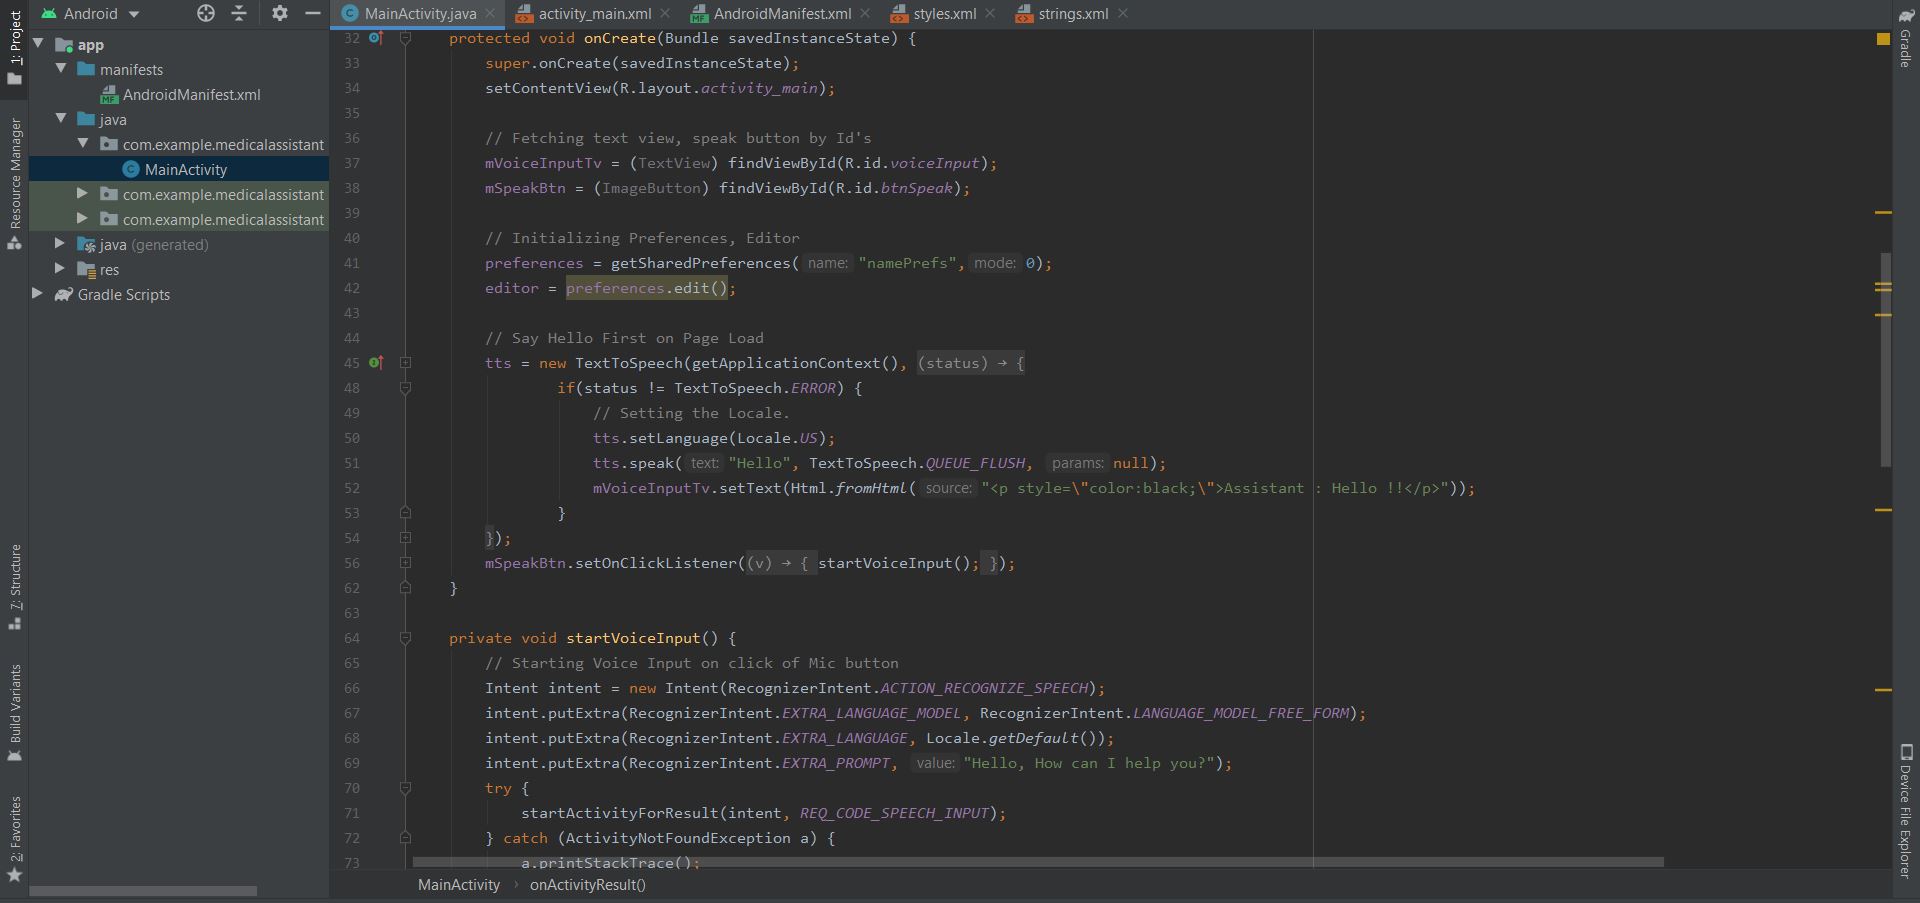 Android
MainActivity.java
activity_main.xml
AndroidManifest.xml
styles.xml
strings.xml
1: Project
Resource Manager
7: Structure
Build Variants
2: Favorites
app
manifests
MF AndroidManifest.xml
java
com.example.medicalassistant
C MainActivity
com.example.medicalassistant
com.example.medicalassistant
java (generated)
res
Gradle Scripts
32 protected void onCreate(Bundle savedInstanceState) {
33 super.onCreate(savedInstanceState);
34 setContentView(R.layout.activity_main);
35
36 // Fetching text view, speak button by Id's
37 mVoiceInputTv = (TextView) findViewById(R.id.voiceInput);
38 mSpeakBtn = (ImageButton) findViewById(R.id.btnSpeak);
39
40 // Initializing Preferences, Editor
41 preferences = getSharedPreferences( name: "namePrefs", mode: 0);
42 editor = preferences.edit();
43
44 // Say Hello First on Page Load
45 tts = new TextToSpeech(getApplicationContext(), (status) → {
48 if(status != TextToSpeech.ERROR) {
49 // Setting the Locale.
50 tts.setLanguage(Locale.US);
51 tts.speak( text: "Hello", TextToSpeech.QUEUE_FLUSH, params: null);
52 mVoiceInputTv.setText(Html.fromHtml( source: "<p style=\"color:black;\">Assistant : Hello !!</p>"));
53 }
54 });
56 mSpeakBtn.setOnClickListener((v) → { startVoiceInput(); });
62 }
63
64 private void startVoiceInput() {
65 // Starting Voice Input on click of Mic button
66 Intent intent = new Intent(RecognizerIntent.ACTION_RECOGNIZE_SPEECH);
67 intent.putExtra(RecognizerIntent.EXTRA_LANGUAGE_MODEL, RecognizerIntent.LANGUAGE_MODEL_FREE_FORM);
68 intent.putExtra(RecognizerIntent.EXTRA_LANGUAGE, Locale.getDefault());
69 intent.putExtra(RecognizerIntent.EXTRA_PROMPT, value: "Hello, How can I help you?");
70 try {
71 startActivityForResult(intent, REQ_CODE_SPEECH_INPUT);
72 } catch (ActivityNotFoundException a) {
73 a.printStackTrace();
MainActivity › onActivityResult()
Gradle
Device File Explorer